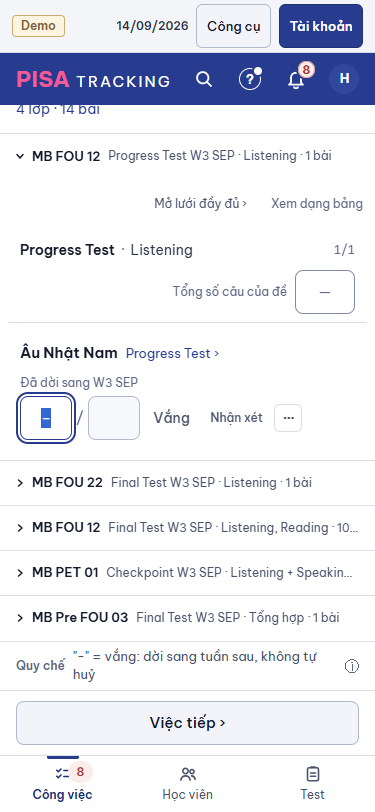 Demo
14/09/2026
Công cụ
Tài khoản
PISA TRACKING
?
8
H
4 lớp · 14 bài
MB FOU 12 Progress Test W3 SEP · Listening · 1 bài
Mở lưới đầy đủ ›
Xem dạng bảng
Progress Test · Listening
1/1
Tổng số câu của đề
—
Âu Nhật Nam Progress Test ›
Đã dời sang W3 SEP
– /
Vắng
Nhận xét
···
MB FOU 22 Final Test W3 SEP · Listening · 1 bài
MB FOU 12 Final Test W3 SEP · Listening, Reading · 10...
MB PET 01 Checkpoint W3 SEP · Listening + Speakin...
MB Pre FOU 03 Final Test W3 SEP · Tổng hợp · 1 bài
Quy chế "-" = vắng: dời sang tuần sau, không tự
huỷ
Việc tiếp ›
8
Công việc
Học viên
Test